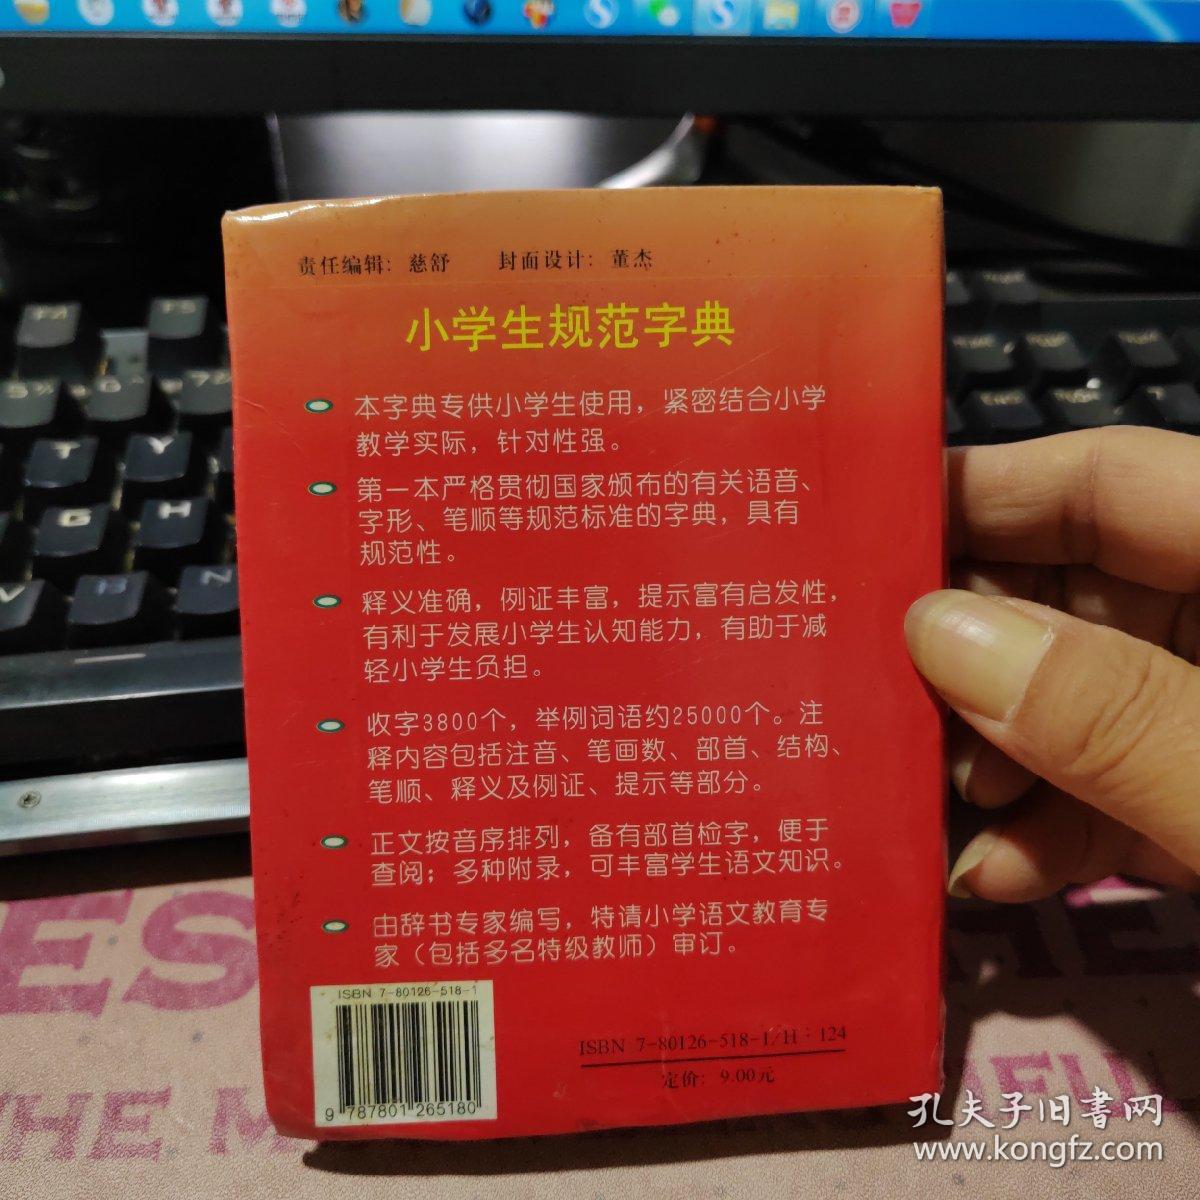 责任编辑：慈舒 封面设计：董杰
小学生规范字典
本字典专供小学生使用，紧密结合小学
教学实际，针对性强。
第一本严格贯彻国家颁布的有关语音、
字形、笔顺等规范标准的字典，具有
规范性。
释义准确，例证丰富，提示富有启发性，
有利于发展小学生认知能力，有助于减
轻小学生负担。
收字3800个，举例词语约25000个。注
释内容包括注音、笔画数、部首、结构、
笔顺、释义及例证、提示等部分。
正文按音序排列，备有部首检字，便于
查阅；多种附录，可丰富学生语文知识。
由辞书专家编写，特请小学语文教育专
家（包括多名特级教师）审订。
ISBN 7-80126-518-1
9 787801 265180
ISBN 7-80126-518-1/H·124
定价：9.00元
孔夫子旧书网
www.kongfz.com